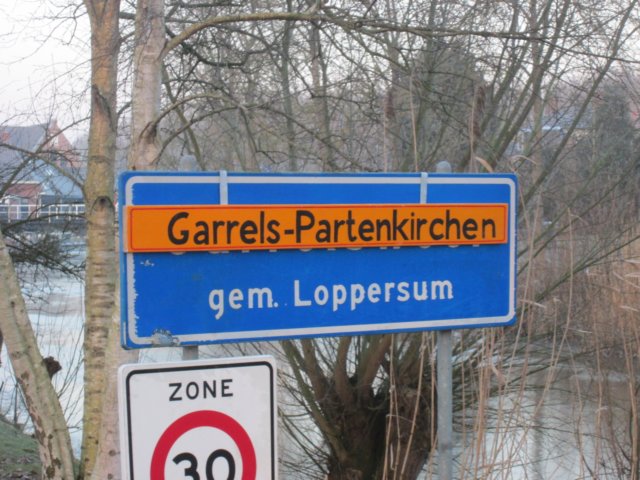 Garrels-Partenkirchen
gem. Loppersum
ZONE
30